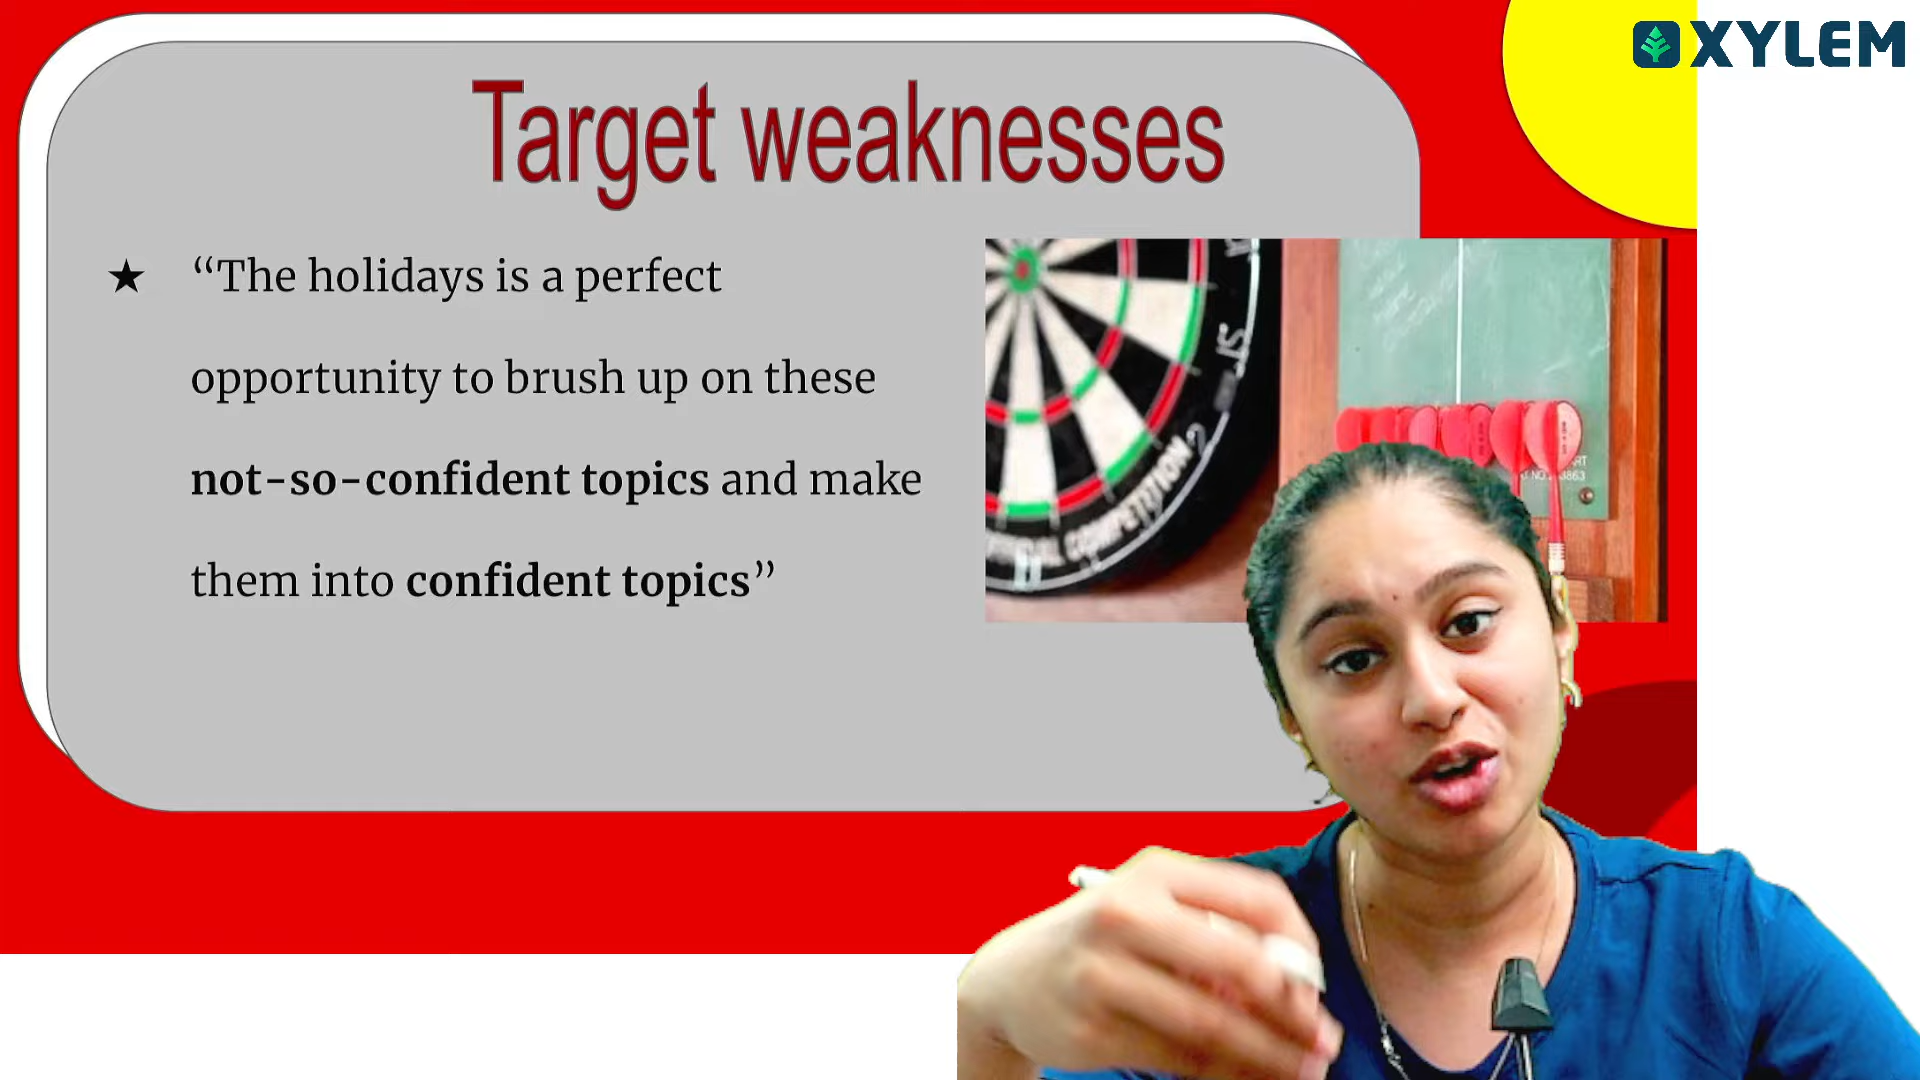 XYLEM
Target weaknesses
★ “The holidays is a perfect
opportunity to brush up on these
not-so-confident topics and make
them into confident topics”
COMPETITION